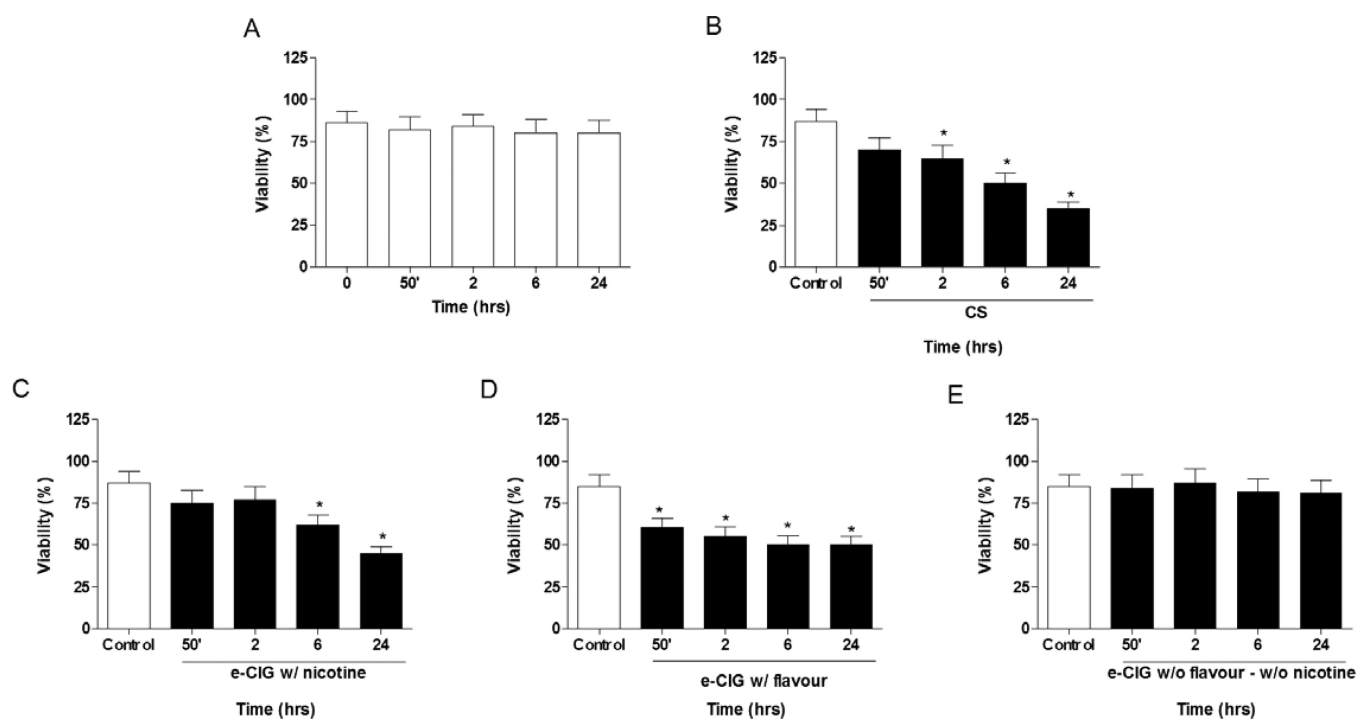 A
125
100
75
50
25
0
Viability (%)
0 50' 2 6 24
Time (hrs)
B
125
100
75
50
25
0
Viability (%)
* * *
Control 50' 2 6 24
CS
Time (hrs)
C
125
100
75
50
25
0
Viability (%)
* *
Control 50' 2 6 24
e-CIG w/ nicotine
Time (hrs)
D
125
100
75
50
25
0
Viability (%)
* * * *
Control 50' 2 6 24
e-CIG w/ flavour
Time (hrs)
E
125
100
75
50
25
0
Viability (%)
Control 50' 2 6 24
e-CIG w/o flavour - w/o nicotine
Time (hrs)